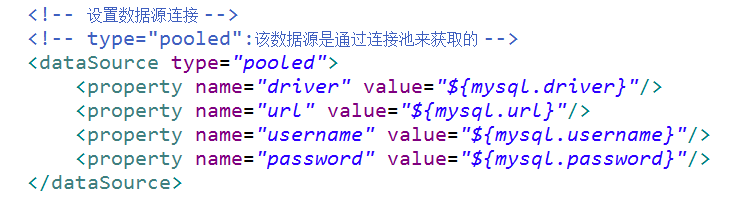 <!-- 设置数据源连接 -->
<!-- type="pooled":该数据源是通过连接池来获取的 -->
<dataSource type="pooled">
    <property name="driver" value="${mysql.driver}"/>
    <property name="url" value="${mysql.url}"/>
    <property name="username" value="${mysql.username}"/>
    <property name="password" value="${mysql.password}"/>
</dataSource>